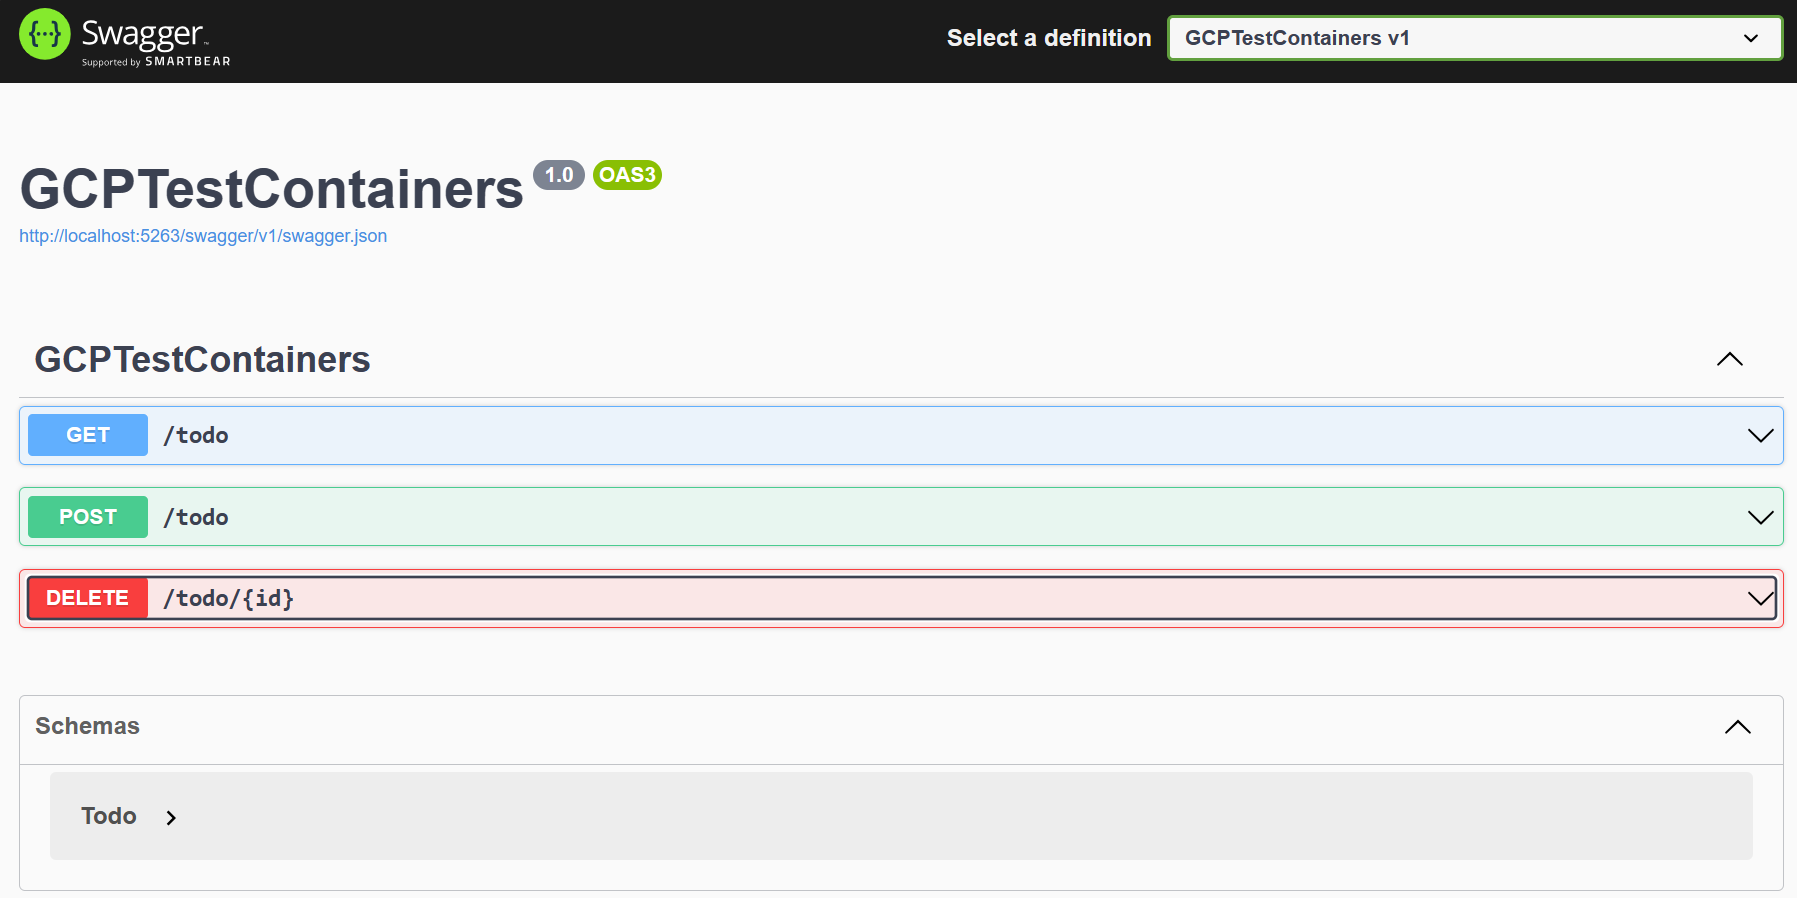 {···} Swagger™
Supported by SMARTBEAR
Select a definition
GCPTestContainers v1
GCPTestContainers 1.0 OAS3
http://localhost:5263/swagger/v1/swagger.json
GCPTestContainers
GET /todo
POST /todo
DELETE /todo/{id}
Schemas
Todo